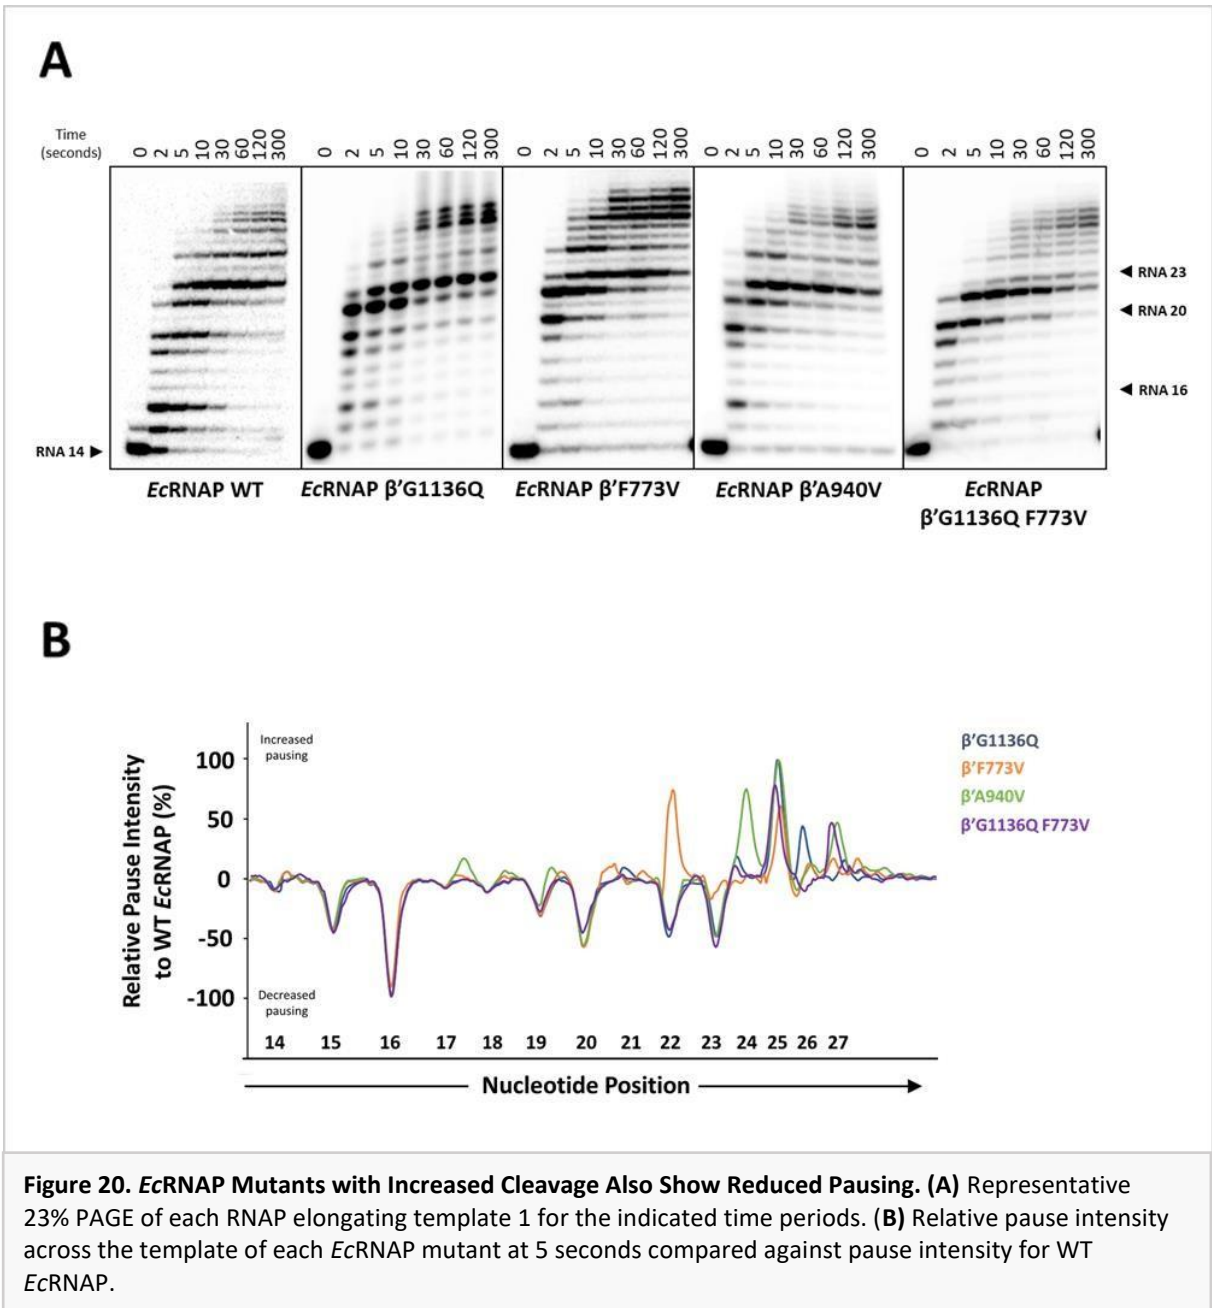 A
Time
(seconds)
0 2 5 10 30 60 120 300 0 2 5 10 30 60 120 300 0 2 5 10 30 60 120 300 0 2 5 10 30 60 120 300 0 2 5 10 30 60 120 300
◄ RNA 23
◄ RNA 20
◄ RNA 16
RNA 14 ►
EcRNAP WT
EcRNAP β'G1136Q
EcRNAP β'F773V
EcRNAP β'A940V
EcRNAP
β'G1136Q F773V
B
Relative Pause Intensity
to WT EcRNAP (%)
Increased
pausing
100
50
0
-50
-100
Decreased
pausing
β'G1136Q
β'F773V
β'A940V
β'G1136Q F773V
14 15 16 17 18 19 20 21 22 23 24 25 26 27
Nucleotide Position
Figure 20. EcRNAP Mutants with Increased Cleavage Also Show Reduced Pausing. (A) Representative
23% PAGE of each RNAP elongating template 1 for the indicated time periods. (B) Relative pause intensity
across the template of each EcRNAP mutant at 5 seconds compared against pause intensity for WT
EcRNAP.